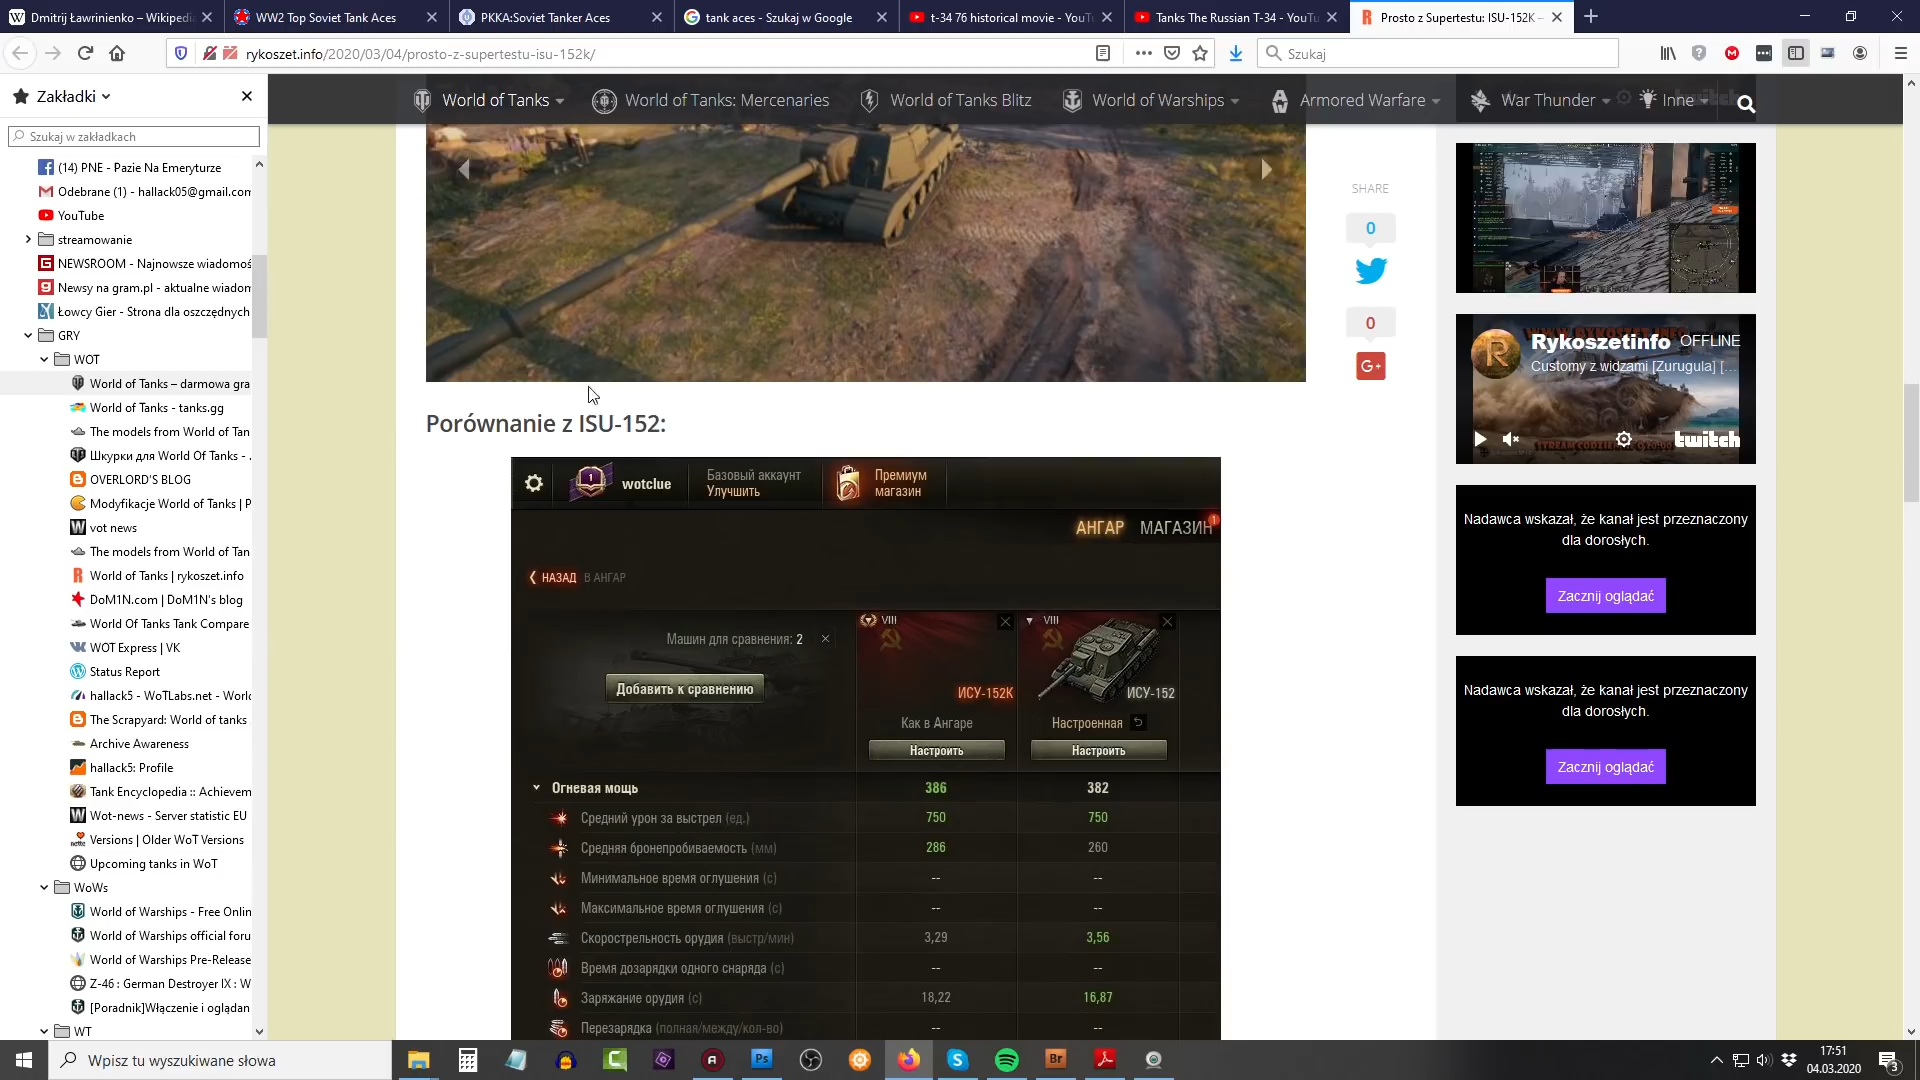 Dmitrij Ławrinienko – Wikipedi
WW2 Top Soviet Tank Aces
PKKA:Soviet Tanker Aces
tank aces - Szukaj w Google
t-34 76 historical movie - YouT
Tanks The Russian T-34 - YouTu
Prosto z Supertestu: ISU-152K –
rykoszet.info/2020/03/04/prosto-z-supertestu-isu-152k/
Szukaj
Zakładki
Szukaj w zakładkach
(14) PNE - Pazie Na Emeryturze
Odebrane (1) - hallack05@gmail.com
YouTube
streamowanie
NEWSROOM - Najnowsze wiadomoś
Newsy na gram.pl - aktualne wiadom
Łowcy Gier - Strona dla oszczędnych
GRY
WOT
World of Tanks – darmowa gra
World of Tanks - tanks.gg
The models from World of Tan
Шкурки для World Of Tanks - .
OVERLORD'S BLOG
Modyfikacje World of Tanks | P
vot news
The models from World of Tan
World of Tanks | rykoszet.info
DoM1N.com | DoM1N's blog
World Of Tanks Tank Compare
WOT Express | VK
Status Report
hallack5 - WoTLabs.net - World
The Scrapyard: World of tanks
Archive Awareness
hallack5: Profile
Tank Encyclopedia :: Achievem
Wot-news - Server statistic EU
Versions | Older WoT Versions
Upcoming tanks in WoT
WoWs
World of Warships - Free Onlin
World of Warships official foru
World of Warships Pre-Release
Z-46 : German Destroyer IX : W
[Poradnik]Włączenie i oglądan
WT
World of Tanks
World of Tanks: Mercenaries
World of Tanks Blitz
World of Warships
Armored Warfare
War Thunder
Inne
SHARE
0
0
G+
Porównanie z ISU-152:
1
wotclue
Базовый аккаунт
Улучшить
Премиум
магазин
АНГАР
МАГАЗИН
1
НАЗАД В АНГАР
Машин для сравнения: 2
Добавить к сравнению
VIII
ИСУ-152К
Как в Ангаре
Настроить
VIII
ИСУ-152
Настроенная
Настроить
Огневая мощь 386 382
Средний урон за выстрел (ед.) 750 750
Средняя бронепробиваемость (мм) 286 260
Минимальное время оглушения (с) -- --
Максимальное время оглушения (с) -- --
Скорострельность орудия (выстр/мин) 3,29 3,56
Время дозарядки одного снаряда (с) -- --
Заряжание орудия (с) 18,22 16,87
Перезарядка (полная/между/кол-во) -- --
Rykoszetinfo OFFLINE
Customy z widzami [Zurugula] [...
twitch
Nadawca wskazał, że kanał jest przeznaczony
dla dorosłych.
Zacznij oglądać
Nadawca wskazał, że kanał jest przeznaczony
dla dorosłych.
Zacznij oglądać
Wpisz tu wyszukiwane słowa
Ps
Br
17:51
04.03.2020
3